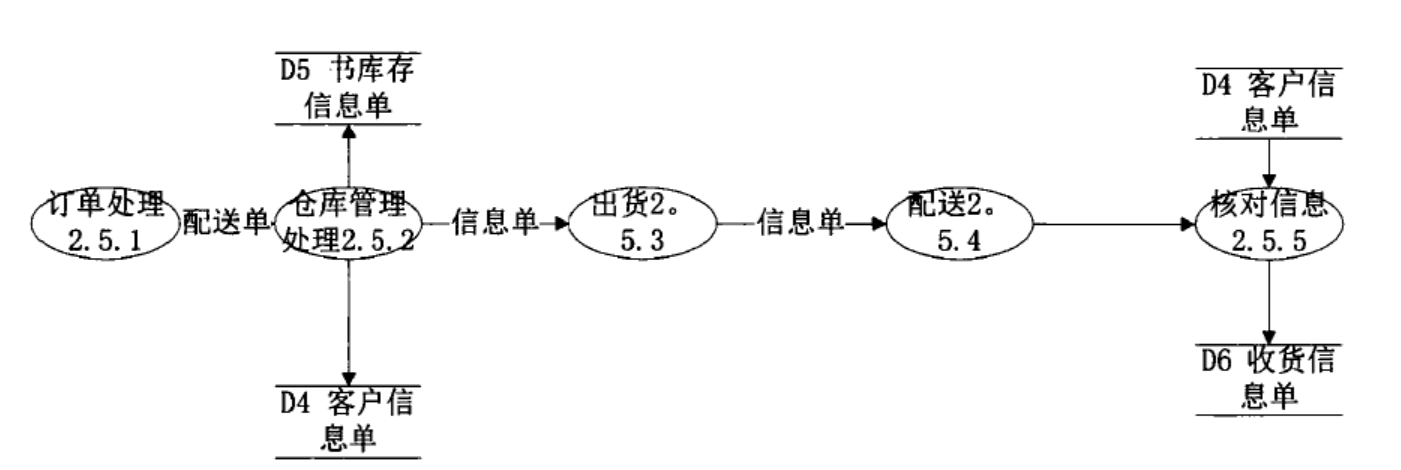 D5 书库存
信息单
D4 客户信
息单
订单处理
2.5.1
配送单
仓库管理
处理2.5.2
信息单
出货2。
5.3
信息单
配送2。
5.4
核对信息
2.5.5
D4 客户信
息单
D6 收货信
息单